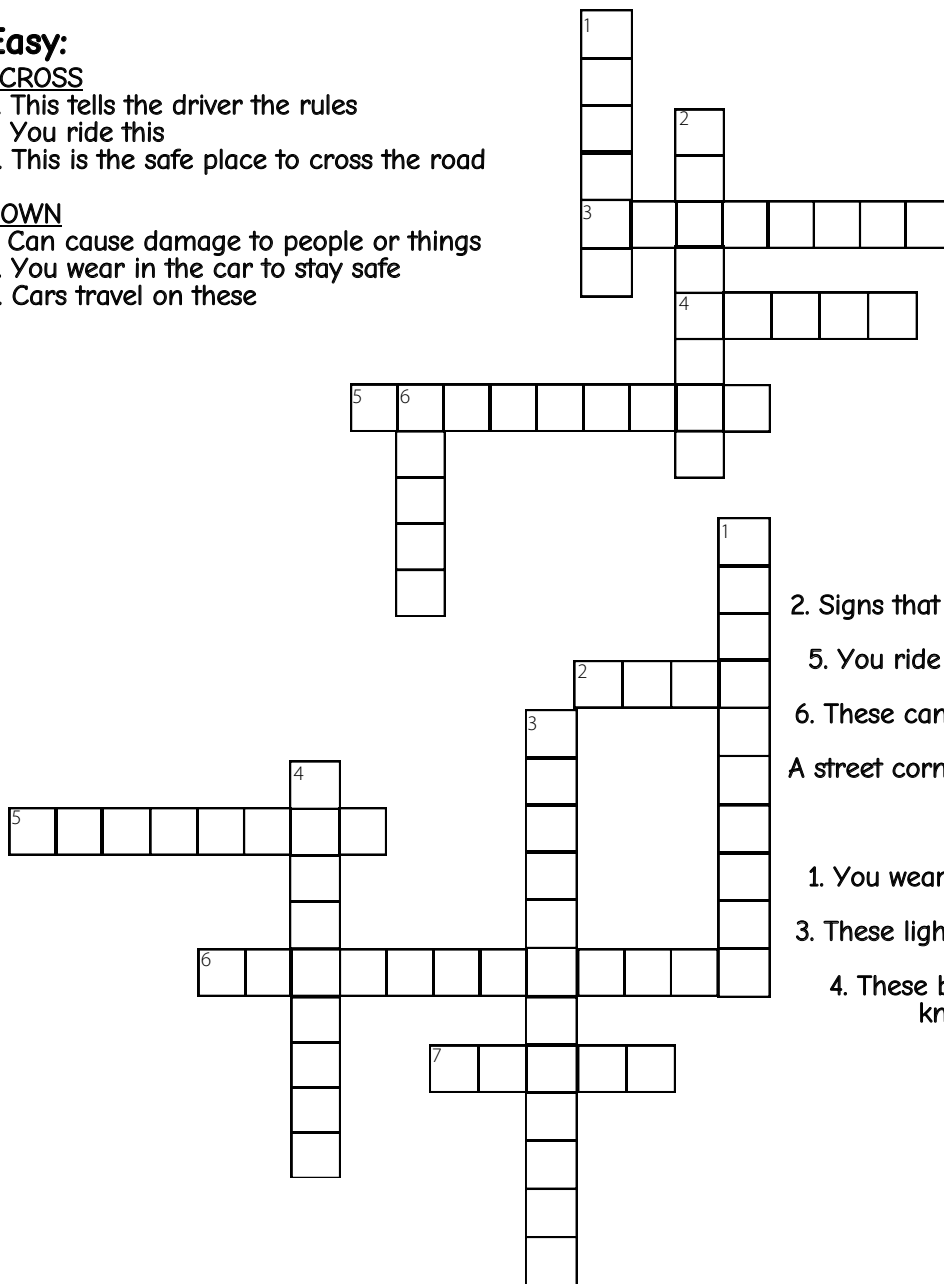 Easy:
CROSS
. This tells the driver the rules
You ride this
. This is the safe place to cross the road
OWN
Can cause damage to people or things
. You wear in the car to stay safe
. Cars travel on these
1
2
3
4
5 6
1
2. Signs that
5. You ride
2
6. These can
3
4
A street corn
5
1. You wear
3. These ligh
6
4. These b
kn
7